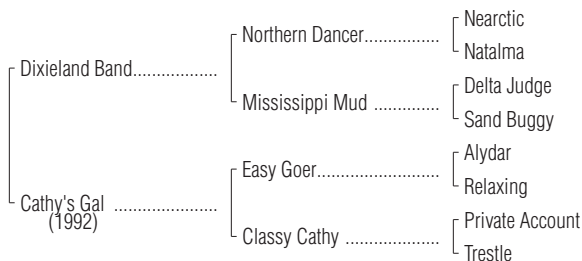 Nearctic
Northern Dancer.................
Natalma
Dixieland Band...................
Delta Judge
Mississippi Mud ...............
Sand Buggy
Alydar
Easy Goer...........................
Relaxing
Cathy's Gal .......................
(1992)
Private Account
Classy Cathy .....................
Trestle